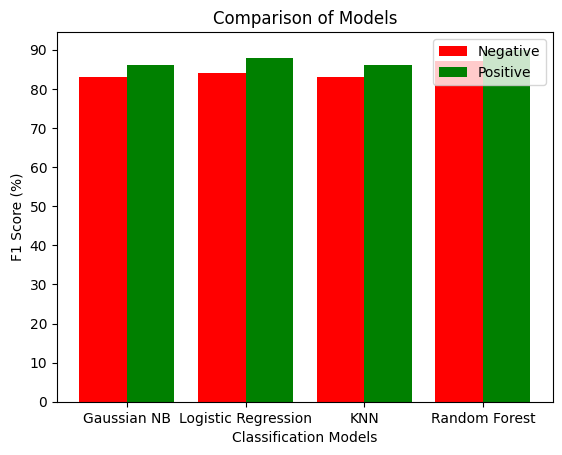 Comparison of Models
Negative
Positive
F1 Score (%)
90
80
70
60
50
40
30
20
10
0
Gaussian NB Logistic Regression KNN Random Forest
Classification Models